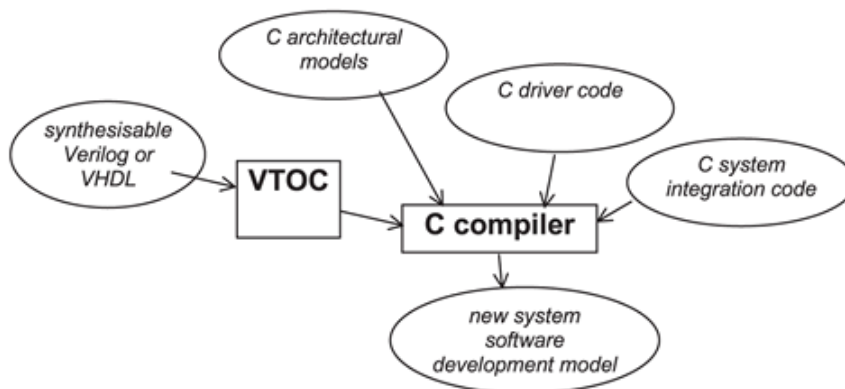 C architectural
models
C driver code
synthesisable
Verilog or
VHDL
C system
integration code
VTOC
C compiler
new system
software
development model